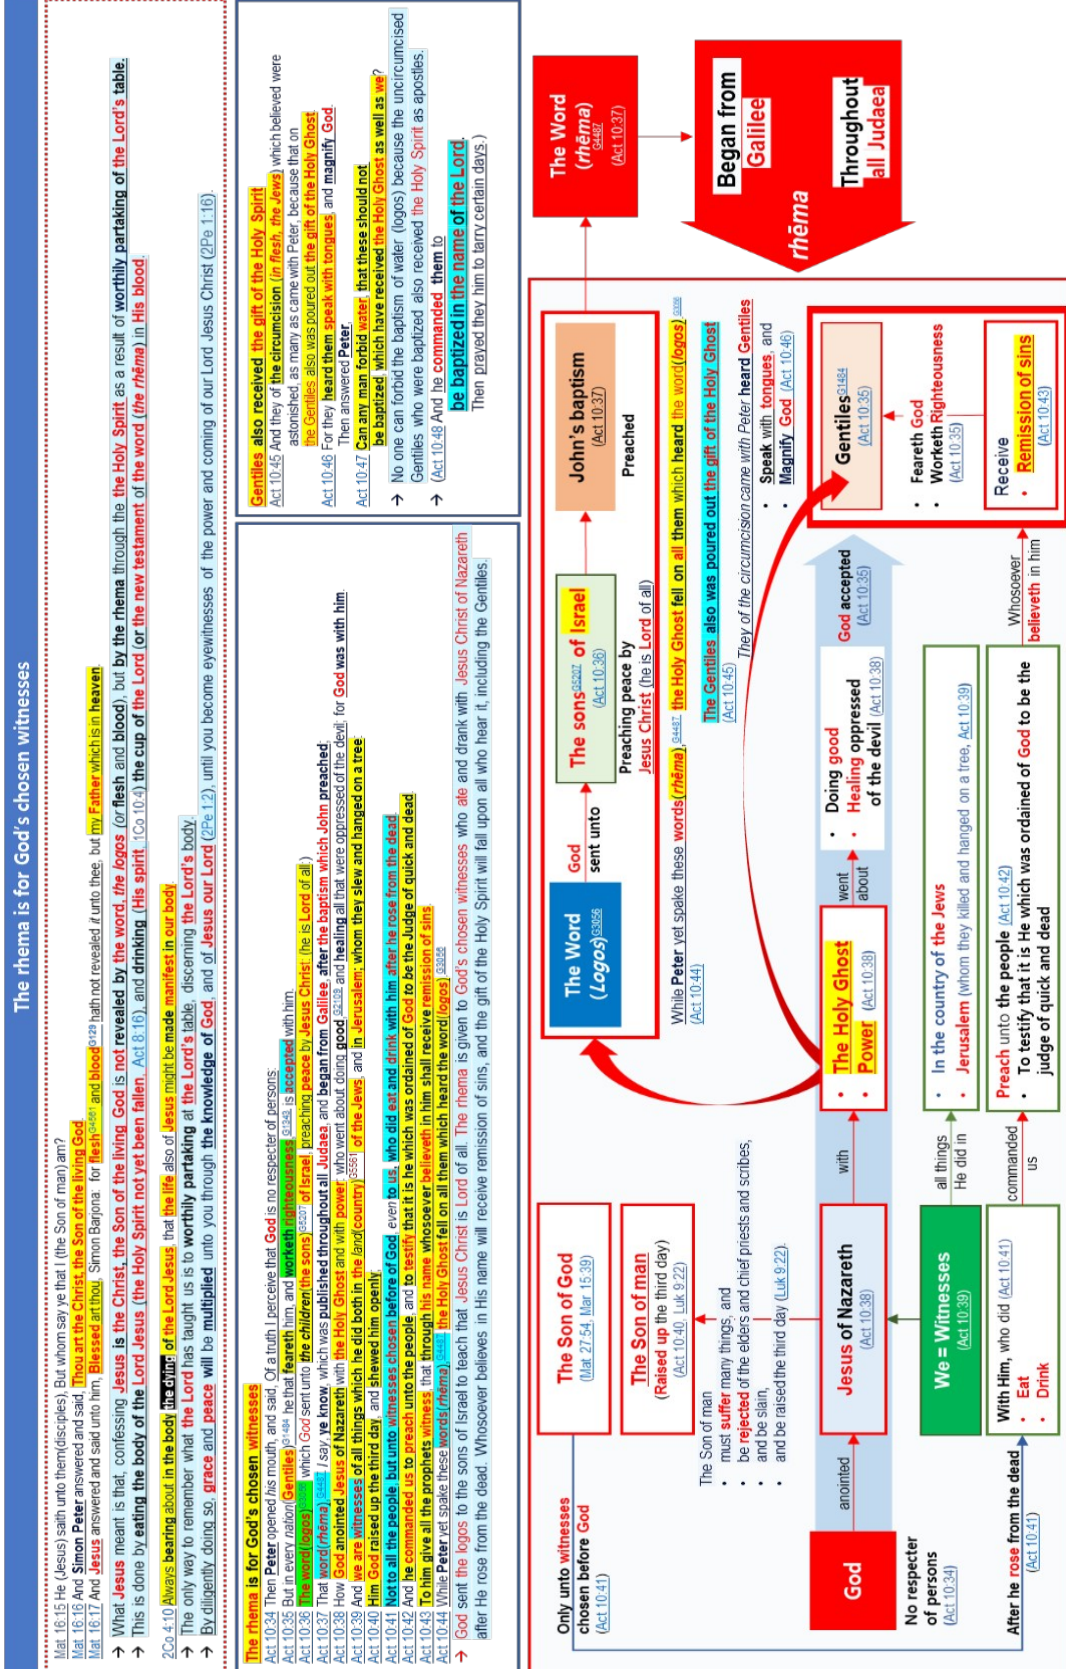 The rhema is for God's chosen witnesses
Mat 16:15 He (Jesus) saith unto them(disciples), But whom say ye that I (the Son of man) am?
Mat 16:16 And Simon Peter answered and said, Thou art the Christ, the Son of the living God.
Mat 16:17 And Jesus answered and said unto him, Blessed art thou, Simon Barjona: for fleshG4561 and bloodG129 hath not revealed it unto thee, but my Father which is in heaven.
→ What Jesus meant is that, confessing Jesus is the Christ, the Son of the living God is not revealed by the word, the logos (or flesh and blood), but by the rhema through the the Holy Spirit as a result of worthily partaking of the Lord's table.
→ This is done by eating the body of the Lord Jesus (the Holy Spirit not yet been fallen, Act 8:16), and drinking (His spirit, 1Co 10:4) the cup of the Lord (or the new testament of the word (the rhēma) in His blood.
2Co 4:10 Always bearing about in the body the dying of the Lord Jesus, that the life also of Jesus might be made manifest in our body.
→ The only way to remember what the Lord has taught us is to worthily partaking at the Lord's table, discerning the Lord's body.
→ By diligently doing so, grace and peace will be multiplied unto you through the knowledge of God, and of Jesus our Lord (2Pe 1:2), until you become eyewitnesses of the power and coming of our Lord Jesus Christ (2Pe 1:16).
The rhema is for God's chosen witnesses
Act 10:34 Then Peter opened his mouth, and said, Of a truth I perceive that God is no respecter of persons:
Act 10:35 But in every nation(Gentiles)G1484 he that feareth him, and worketh righteousness,G1343 is accepted with him.
Act 10:36 The word(logos)G3056 which God sent unto the children(the sons)G5207 of Israel, preaching peace by Jesus Christ: (he is Lord of all:)
Act 10:37 That word(rhēma),G4487 I say, ye know, which was published throughout all Judaea, and began from Galilee, after the baptism which John preached;
Act 10:38 How God anointed Jesus of Nazareth with the Holy Ghost and with power: who went about doing good,G2109 and healing all that were oppressed of the devil; for God was with him.
Act 10:39 And we are witnesses of all things which he did both in the land(country)G5561 of the Jews, and in Jerusalem; whom they slew and hanged on a tree:
Act 10:40 Him God raised up the third day, and shewed him openly;
Act 10:41 Not to all the people, but unto witnesses chosen before of God, even to us, who did eat and drink with him after he rose from the dead.
Act 10:42 And he commanded us to preach unto the people, and to testify that it is he which was ordained of God to be the Judge of quick and dead.
Act 10:43 To him give all the prophets witness, that through his name whosoever believeth in him shall receive remission of sins.
Act 10:44 While Peter yet spake these words(rhēma),G4487 the Holy Ghost fell on all them which heard the word(logos).G3056
→ God sent the logos to the sons of Israel to teach that Jesus Christ is Lord of all. The rhema is given to God's chosen witnesses who ate and drank with Jesus Christ of Nazareth
after He rose from the dead. Whosoever believes in His name will receive remission of sins, and the gift of the Holy Spirit will fall upon all who hear it, including the Gentiles.
Gentiles also received the gift of the Holy Spirit
Act 10:45 And they of the circumcision (in flesh, the Jews) which believed were
astonished, as many as came with Peter, because that on
the Gentiles also was poured out the gift of the Holy Ghost.
Act 10:46 For they heard them speak with tongues, and magnify God.
Then answered Peter,
Act 10:47 Can any man forbid water, that these should not
be baptized, which have received the Holy Ghost as well as we?
→ No one can forbid the baptism of water (logos) because the uncircumcised
Gentiles who were baptized also received the Holy Spirit as apostles.
→ (Act 10:48 And he commanded them to
be baptized in the name of the Lord.
Then prayed they him to tarry certain days.)
Only unto witnesses
chosen before God
(Act 10:41)
The Son of God
(Mat 27:54, Mar 15:39)
The Son of man
(Raised up the third day)
(Act 10:40, Luk 9:22)
The Son of man
• must suffer many things, and
• be rejected of the elders and chief priests and scribes,
• and be slain,
• and be raised the third day (Luk 9:22).
The Word
(Logos)G3056
God
sent unto
The sonsG5207 of Israel
(Act 10:36)
Preaching peace by
Jesus Christ (he is Lord of all)
John's baptism
(Act 10:37)
Preached
The Word
(rhēma)
G4487
(Act 10:37)
Began from
Galilee
rhēma
Throughout
all Judaea
While Peter yet spake these words(rhēma),G4487 the Holy Ghost fell on all them which heard the word(logos).G3056
(Act 10:44)
The Gentiles also was poured out the gift of the Holy Ghost
(Act 10:45)
They of the circumcision came with Peter heard Gentiles
• Speak with tongues, and
• Magnify God (Act 10:46)
God
anointed
Jesus of Nazareth
(Act 10:38)
with
• The Holy Ghost
• Power (Act 10:38)
went
about
• Doing good
• Healing oppressed
of the devil (Act 10:38)
God accepted
(Act 10:35)
GentilesG1484
(Act 10:35)
• Feareth God
• Worketh Righteousness
(Act 10:35)
Receive
• Remission of sins
(Act 10:43)
No respecter
of persons
(Act 10:34)
We = Witnesses
(Act 10:39)
all things
He did in
• In the country of the Jews
• Jerusalem (whom they killed and hanged on a tree, Act 10:39)
After he rose from the dead
(Act 10:41)
With Him, who did (Act 10:41)
• Eat
• Drink
commanded
us
Preach unto the people (Act 10:42)
• To testify that it is He which was ordained of God to be the
judge of quick and dead
Whosoever
believeth in him